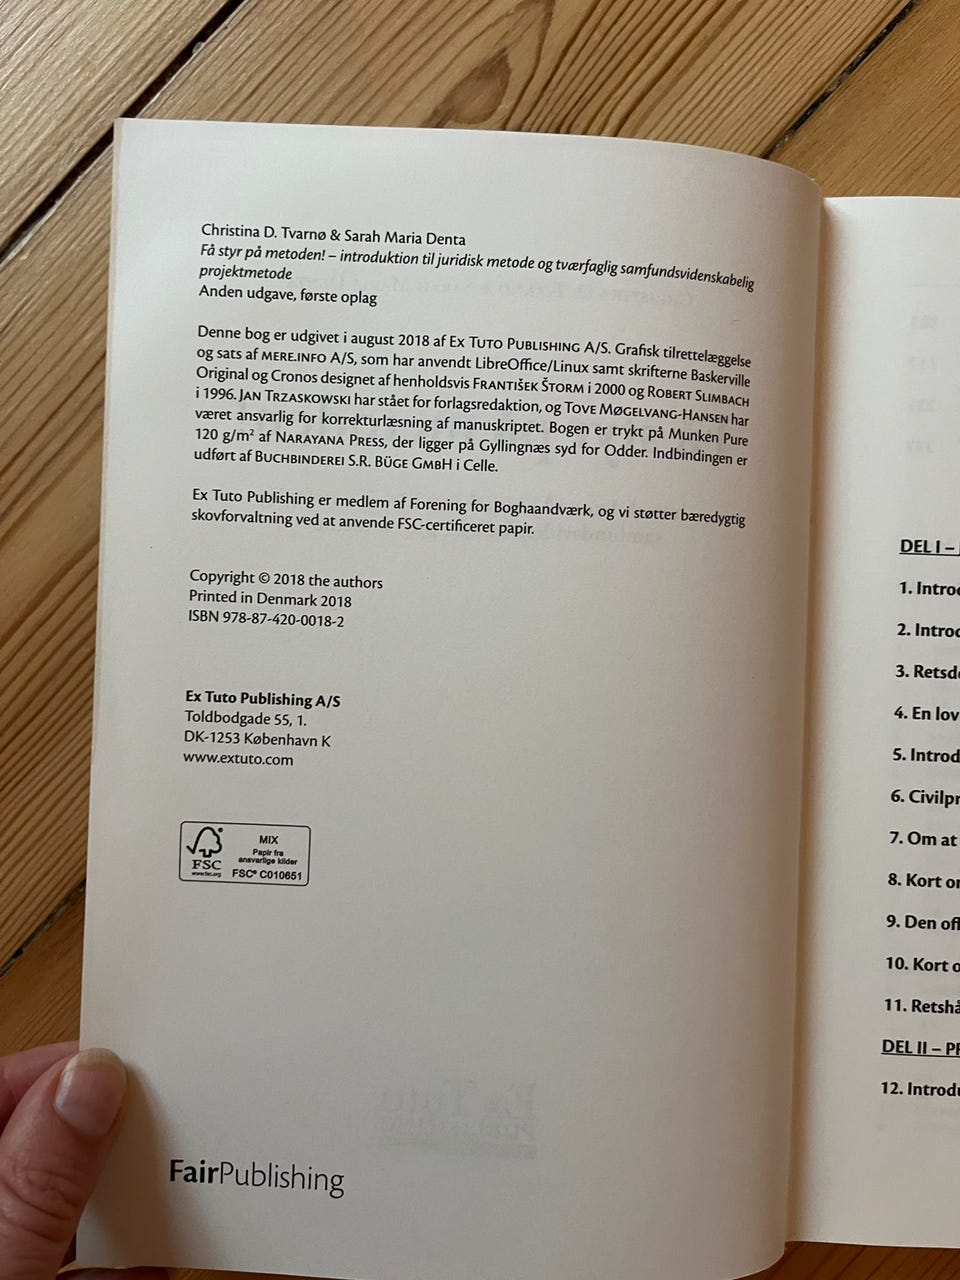 Christina D. Tvarnø & Sarah Maria Denta
Få styr på metoden! – introduktion til juridisk metode og tværfaglig samfundsvidenskabelig
projektmetode
Anden udgave, første oplag
Denne bog er udgivet i august 2018 af Ex Tuto Publishing A/S. Grafisk tilrettelæggelse
og sats af mere.info A/S, som har anvendt LibreOffice/Linux samt skrifterne Baskerville
Original og Cronos designet af henholdsvis František Štorm i 2000 og Robert Slimbach
i 1996. Jan Trzaskowski har stået for forlagsredaktion, og Tove Møgelvang-Hansen har
været ansvarlig for korrekturlæsning af manuskriptet. Bogen er trykt på Munken Pure
120 g/m² af Narayana Press, der ligger på Gyllingnæs syd for Odder. Indbindingen er
udført af Buchbinderei S.R. Büge GmbH i Celle.
Ex Tuto Publishing er medlem af Forening for Boghaandværk, og vi støtter bæredygtig
skovforvaltning ved at anvende FSC-certificeret papir.
Copyright © 2018 the authors
Printed in Denmark 2018
ISBN 978-87-420-0018-2
Ex Tuto Publishing A/S
Toldbodgade 55, 1.
DK-1253 København K
www.extuto.com
FSC
www.fsc.org
MIX
Papir fra
ansvarlige kilder
FSC® C010651
FairPublishing
DEL I –
1. Introd
2. Introd
3. Retsd
4. En lov
5. Introd
6. Civilpr
7. Om at
8. Kort o
9. Den off
10. Kort o
11. Retshå
DEL II – PR
12. Introdu